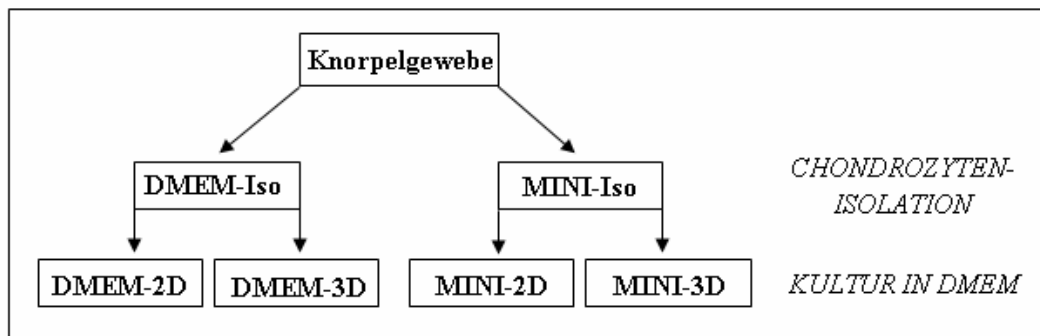 Knorpelgewebe
DMEM-Iso
MINI-Iso
CHONDROZYTEN-
ISOLATION
DMEM-2D
DMEM-3D
MINI-2D
MINI-3D
KULTUR IN DMEM